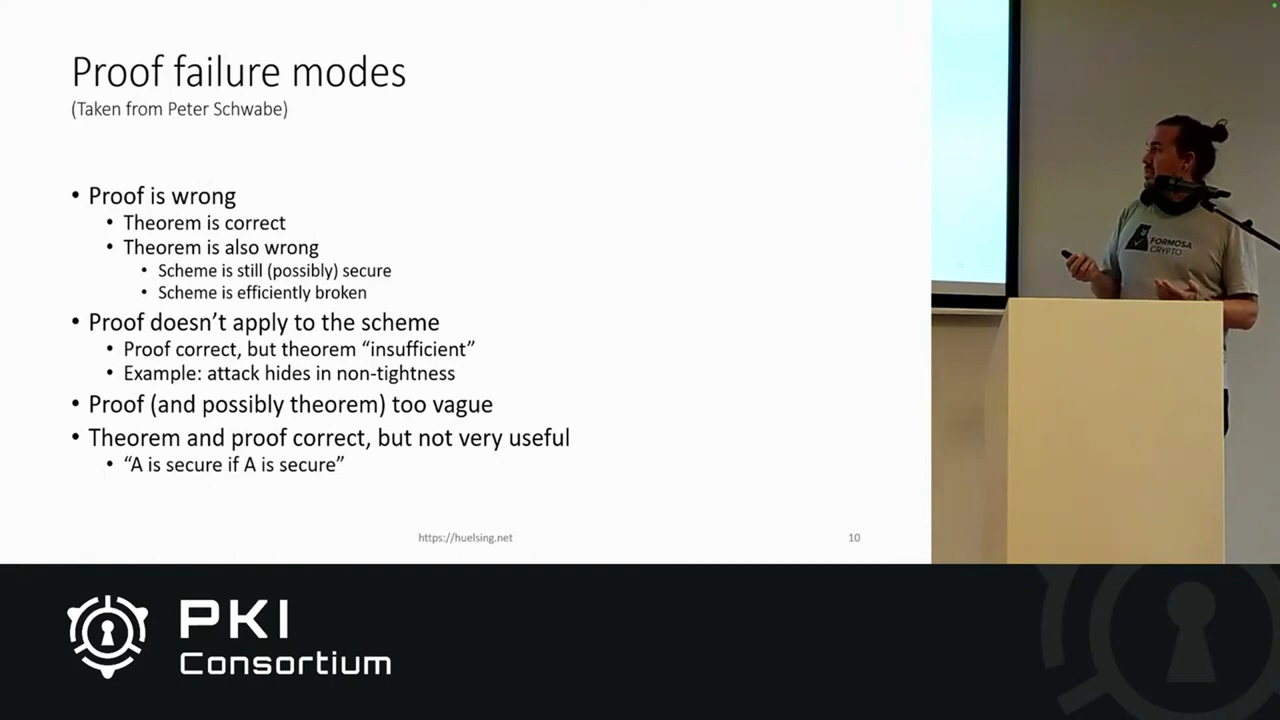 Proof failure modes
(Taken from Peter Schwabe)
• Proof is wrong
• Theorem is correct
• Theorem is also wrong
• Scheme is still (possibly) secure
• Scheme is efficiently broken
• Proof doesn't apply to the scheme
• Proof correct, but theorem “insufficient”
• Example: attack hides in non-tightness
• Proof (and possibly theorem) too vague
• Theorem and proof correct, but not very useful
• “A is secure if A is secure”
https://huelsing.net
10
FORMOSA
CRYPTO
PKI
Consortium